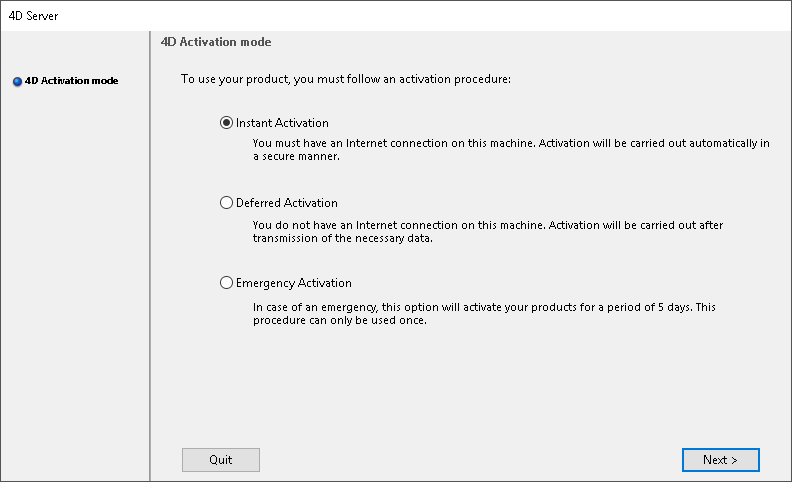 4D Server
4D Activation mode
4D Activation mode
To use your product, you must follow an activation procedure:
Instant Activation
You must have an Internet connection on this machine. Activation will be carried out automatically in
a secure manner.
Deferred Activation
You do not have an Internet connection on this machine. Activation will be carried out after
transmission of the necessary data.
Emergency Activation
In case of an emergency, this option will activate your products for a period of 5 days. This
procedure can only be used once.
Quit
Next >